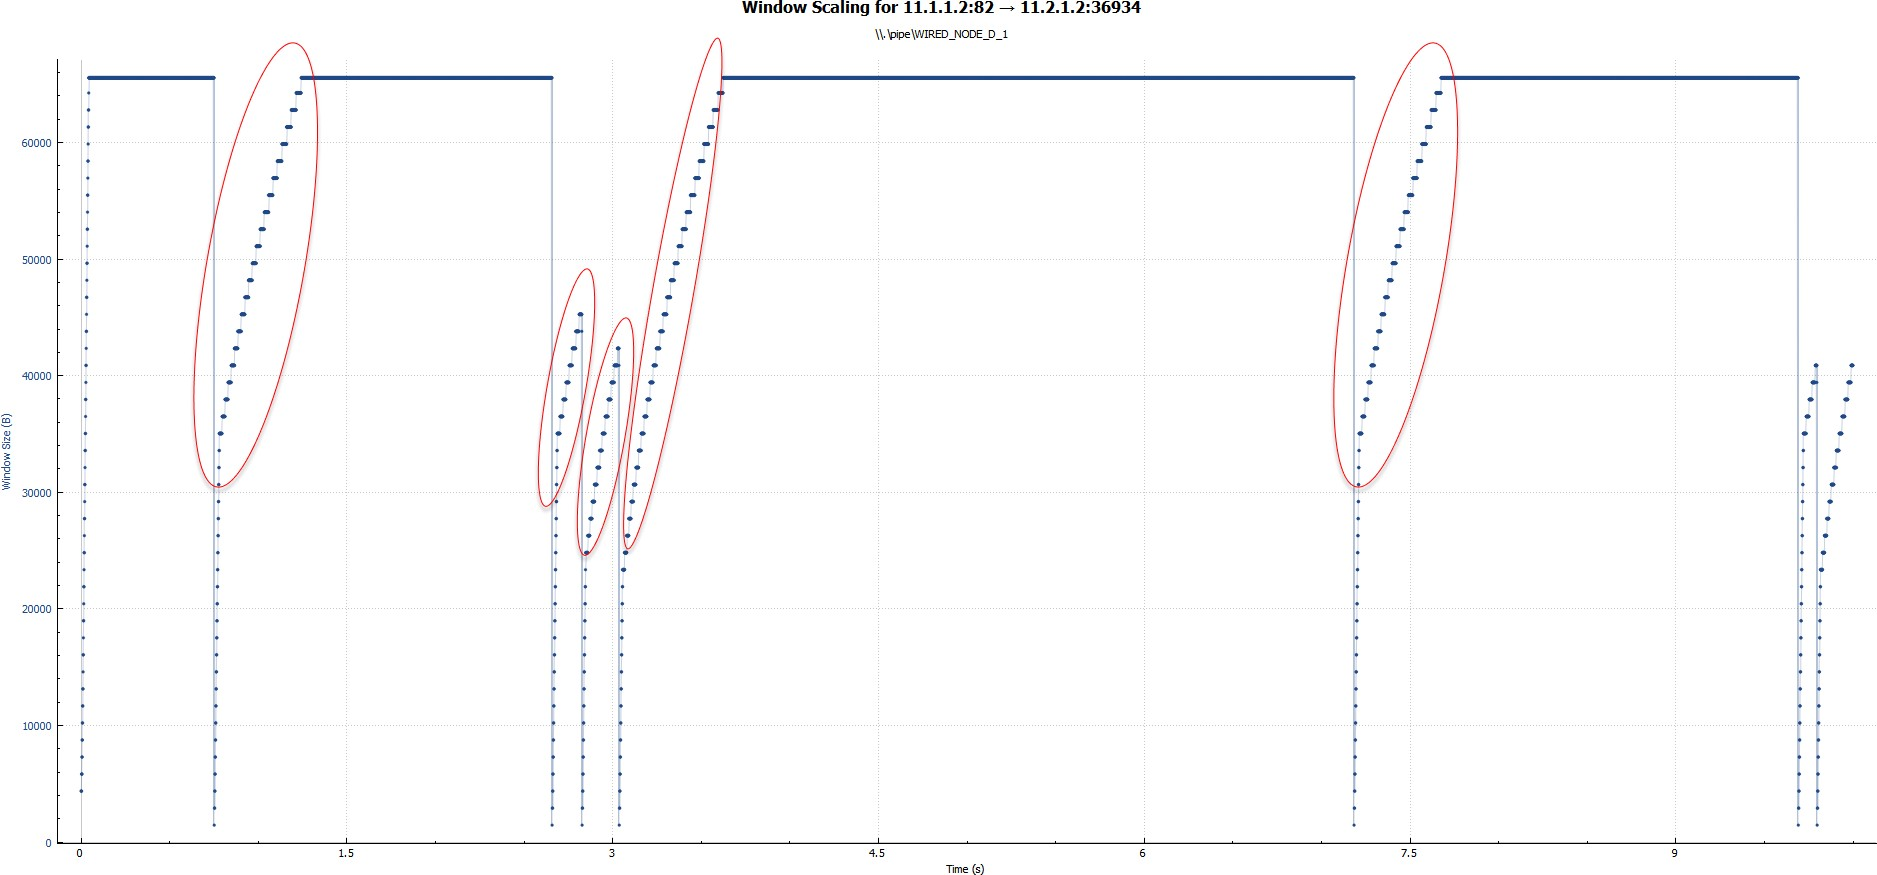 Window Scaling for 11.1.1.2:82 → 11.2.1.2:36934
\\.\pipe\WIRED_NODE_D_1
60000
50000
40000
30000
20000
10000
0
Window Size (B)
0 1.5 3 4.5 6 7.5 9
Time (s)